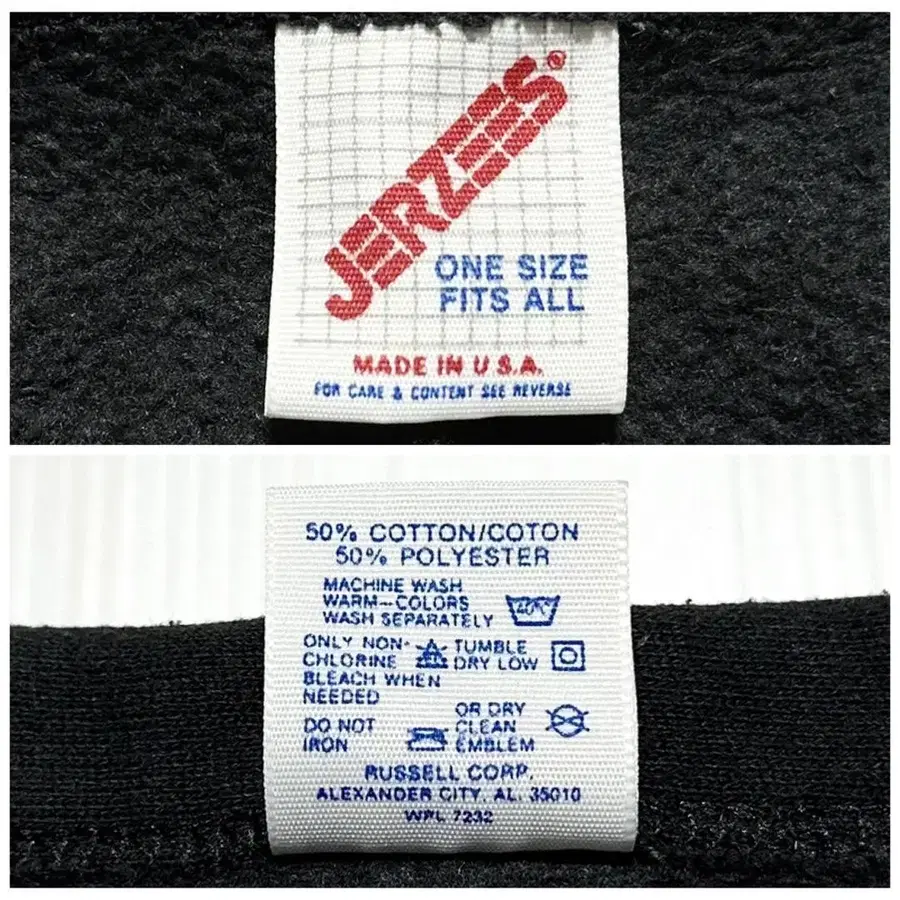 JERZEES®
ONE SIZE
FITS ALL
MADE IN U.S.A.
FOR CARE & CONTENT SEE REVERSE
50% COTTON/COTON
50% POLYESTER
MACHINE WASH
WARM-COLORS
WASH SEPARATELY
40°C
ONLY NON-
CHLORINE
BLEACH WHEN
NEEDED
TUMBLE
DRY LOW
DO NOT
IRON
OR DRY
CLEAN
EMBLEM
RUSSELL CORP.
ALEXANDER CITY, AL. 35010
WPL 7232